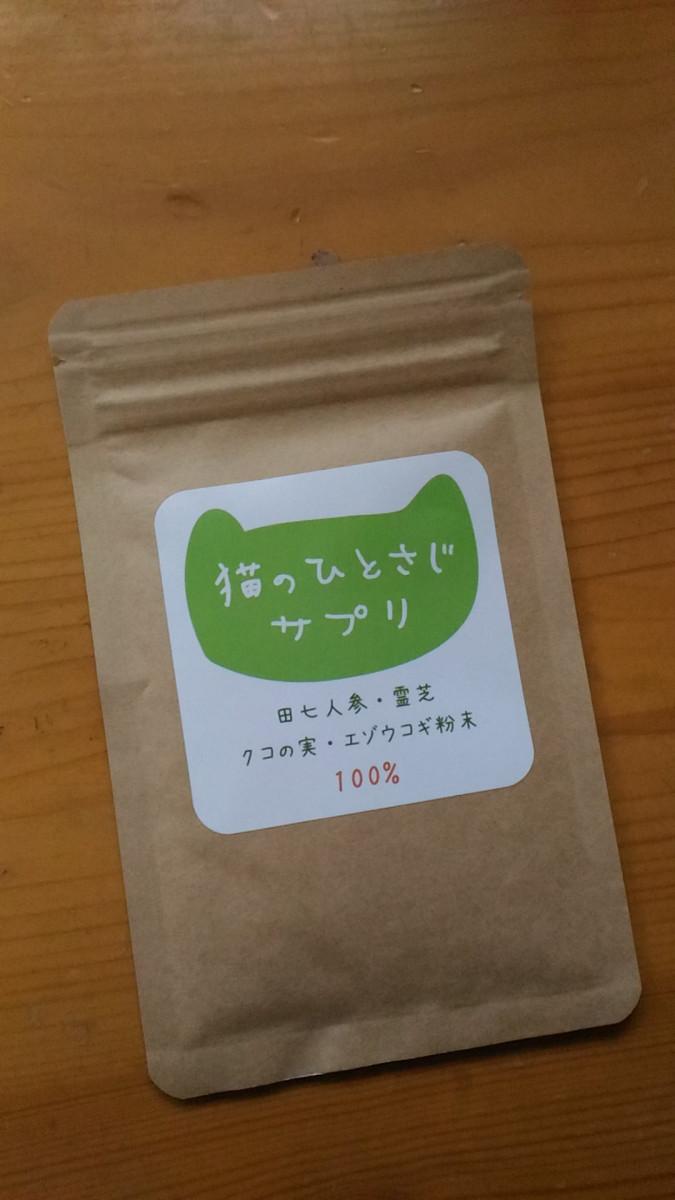 猫のひとさじ
サプリ
田七人参・霊芝
クコの実・エゾウコギ粉末
100%